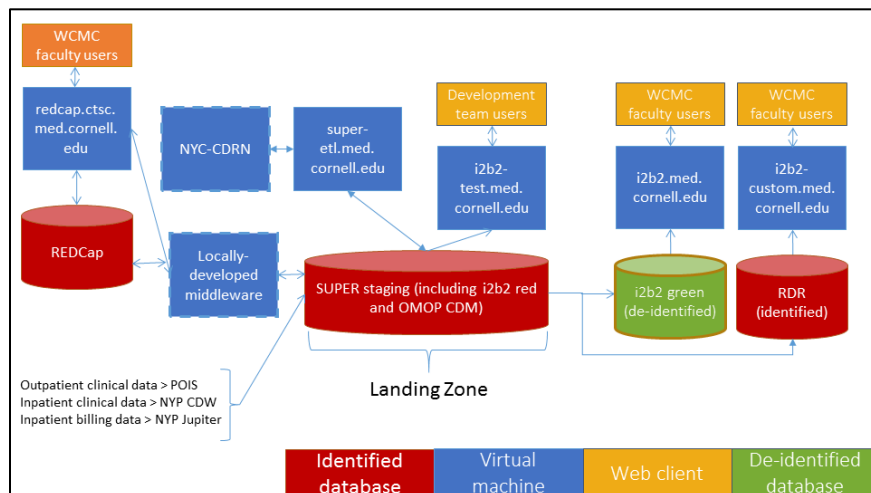 WCMC
faculty users
redcap.ctsc.
med.cornell.
edu
REDCap
NYC-CDRN
super-
etl.med.
cornell.edu
Locally-
developed
middleware
Development
team users
i2b2-
test.med.
cornell.edu
SUPER staging (including i2b2 red
and OMOP CDM)
WCMC
faculty users
i2b2.med.
cornell.edu
i2b2 green
(de-identified)
WCMC
faculty users
i2b2-
custom.med.
cornell.edu
RDR
(identified)
Landing Zone
Outpatient clinical data > POIS
Inpatient clinical data > NYP CDW
Inpatient billing data > NYP Jupiter
Identified
database
Virtual
machine
Web client
De-identified
database